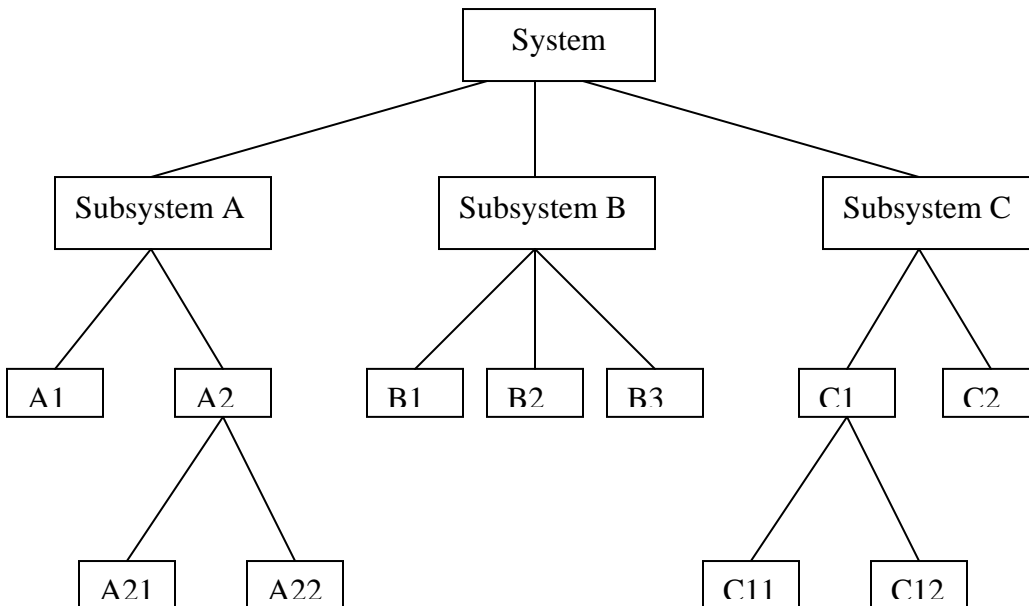 System
Subsystem A
Subsystem B
Subsystem C
A1
A2
B1
B2
B3
C1
C2
A21
A22
C11
C12